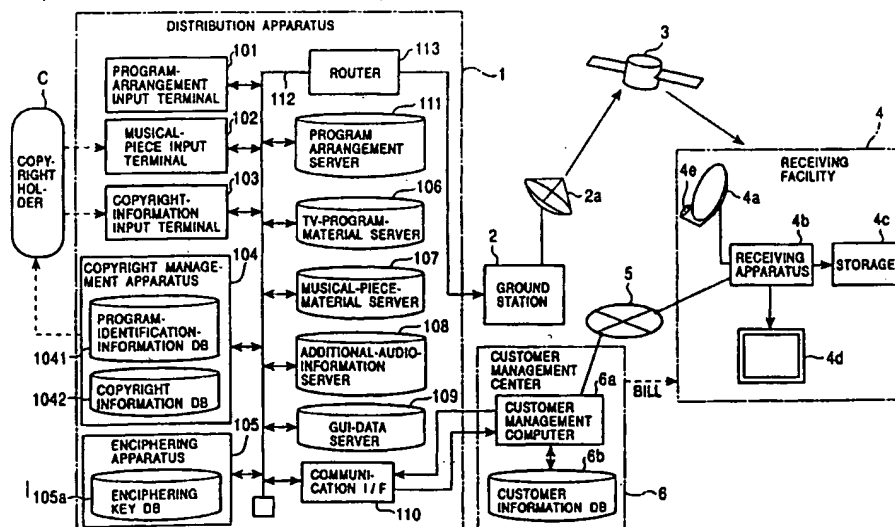 DISTRIBUTION APPARATUS
1
101
PROGRAM-
ARRANGEMENT
INPUT TERMINAL
113
ROUTER
112
C
COPY-
RIGHT
HOL-
DER
102
MUSICAL-
PIECE INPUT
TERMINAL
111
PROGRAM
ARRANGEMENT
SERVER
103
COPYRIGHT-
INFORMATION
INPUT TERMINAL
106
TV-PROGRAM-
MATERIAL SERVER
104
COPYRIGHT MANAGE-
MENT APPARATUS
PROGRAM-
IDENTIFICATION-
INFORMATION DB
1041
COPYRIGHT
INFORMATION DB
1042
107
MUSICAL-PIECE-
MATERIAL SERVER
108
ADDITIONAL-AUDIO-
INFORMATION
SERVER
109
GUI-DATA
SERVER
105
ENCIPHERING
APPARATUS
ENCIPHERING
KEY DB
105a
COMMUNI-
CATION I/F
110
2
GROUND
STATION
2a
3
4
RECEIVING
FACILITY
4e
4a
4b
RECEIVING
APPARATUS
4c
STORAGE
4d
5
CUSTOMER
MANAGEMENT
CENTER
6a
CUSTOMER
MANAGEMENT
COMPUTER
6b
CUSTOMER
INFORMATION DB
6
BILL